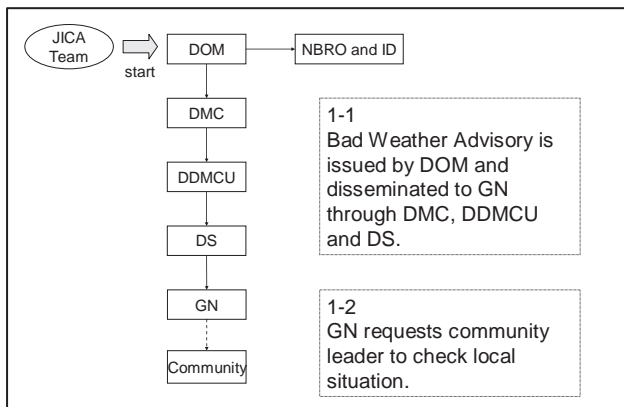 JICA
Team
start
DOM
NBRO and ID
DMC
DDMCU
DS
GN
Community
1-1
Bad Weather Advisory is
issued by DOM and
disseminated to GN
through DMC, DDMCU
and DS.
1-2
GN requests community
leader to check local
situation.